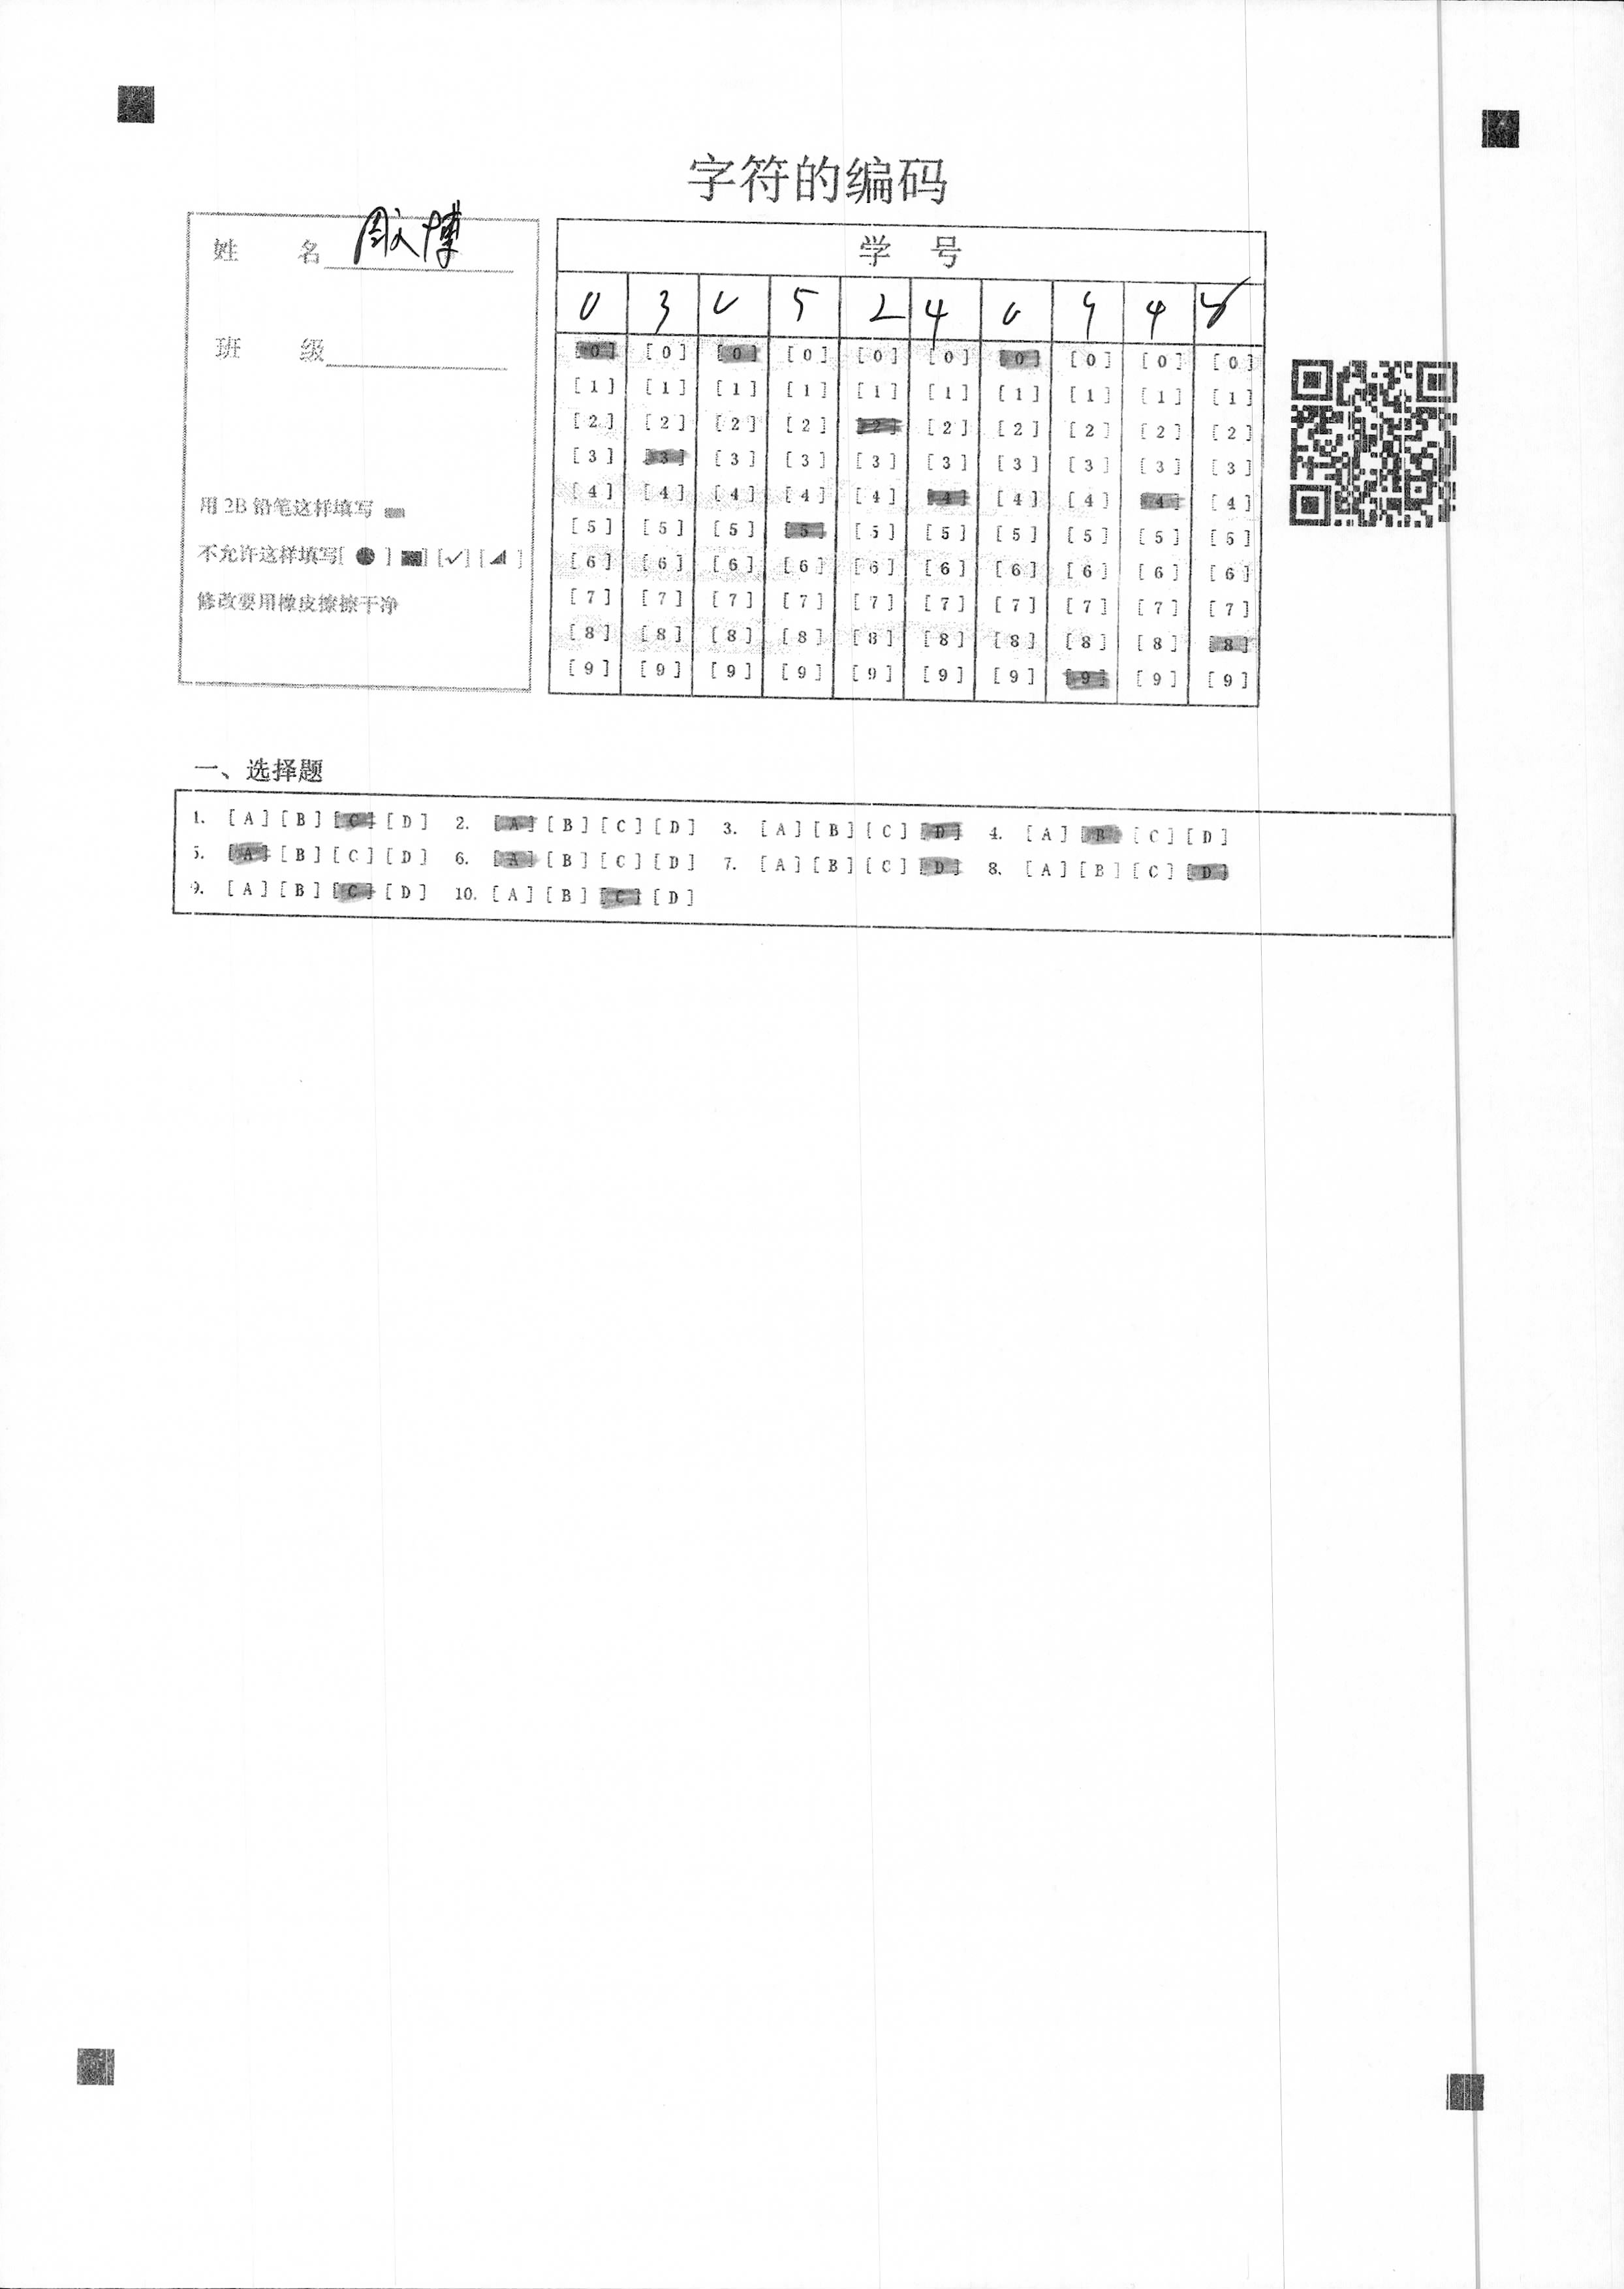 字符的编码
姓 名 周文博
班 级
用 2B 铅笔这样填写
不允许这样填写[ ● ] ■] [✓] [◢ ]
修改要用橡皮擦擦干净
学 号
0 3 0 5 2 4 0 9 4 8
[0] [0] [0] [0] [0] [0] [0] [0] [0] [0]
[1] [1] [1] [1] [1] [1] [1] [1] [1] [1]
[2] [2] [2] [2] [2] [2] [2] [2] [2] [2]
[3] [3] [3] [3] [3] [3] [3] [3] [3] [3]
[4] [4] [4] [4] [4] [4] [4] [4] [4] [4]
[5] [5] [5] [5] [5] [5] [5] [5] [5] [5]
[6] [6] [6] [6] [6] [6] [6] [6] [6] [6]
[7] [7] [7] [7] [7] [7] [7] [7] [7] [7]
[8] [8] [8] [8] [8] [8] [8] [8] [8] [8]
[9] [9] [9] [9] [9] [9] [9] [9] [9] [9]
一、选择题
1. [A] [B] [C] [D] 2. [A] [B] [C] [D] 3. [A] [B] [C] [D] 4. [A] [B] [C] [D]
5. [A] [B] [C] [D] 6. [A] [B] [C] [D] 7. [A] [B] [C] [D] 8. [A] [B] [C] [D]
9. [A] [B] [C] [D] 10. [A] [B] [C] [D]